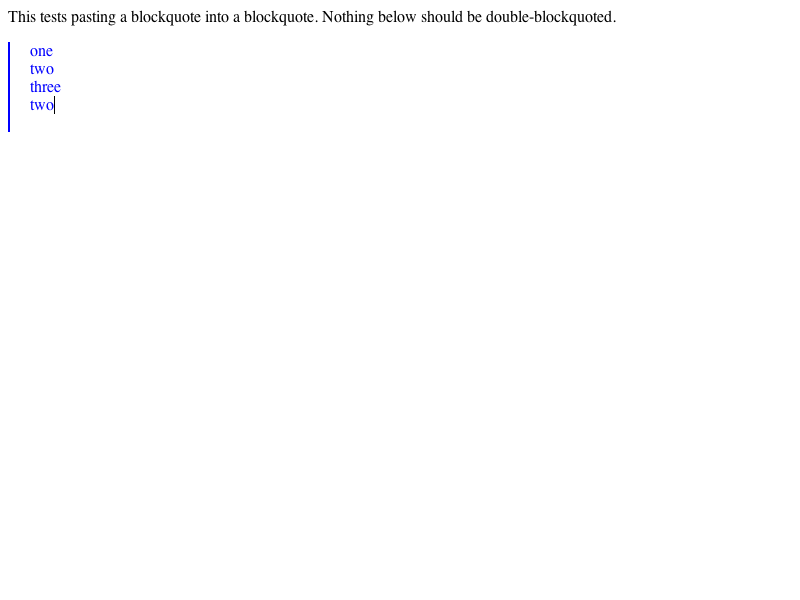 This tests pasting a blockquote into a blockquote. Nothing below should be double-blockquoted.
one
two
three
two